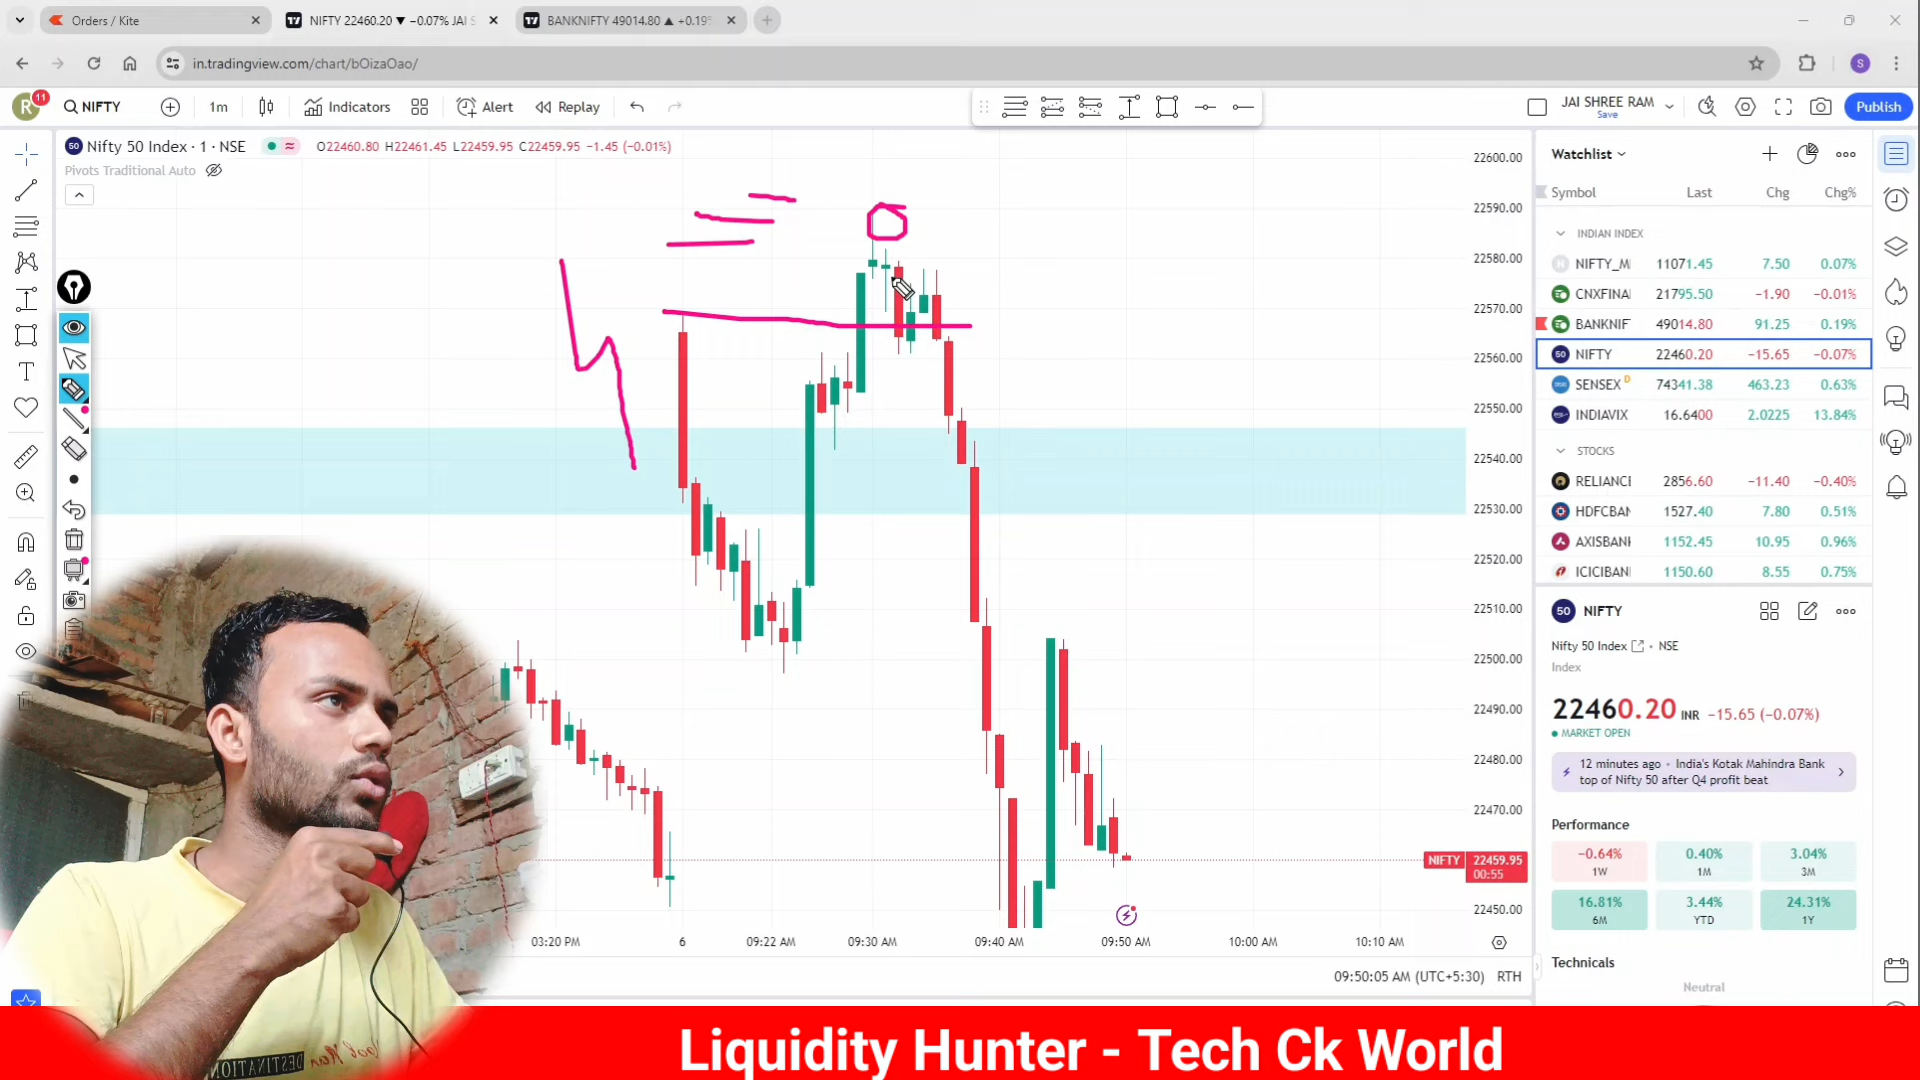 Orders / Kite
NIFTY 22460.20 ▼ −0.07% JAI S
BANKNIFTY 49014.80 ▲ +0.19%
in.tradingview.com/chart/bOizaOao/
S
R
11
NIFTY
1m
Indicators
Alert
Replay
JAI SHREE RAM
Save
Publish
50
Nifty 50 Index · 1 · NSE
O22460.80 H22461.45 L22459.95 C22459.95 −1.45 (−0.01%)
Pivots Traditional Auto
22600.00
22590.00
22580.00
22570.00
22560.00
22550.00
22540.00
22530.00
22520.00
22510.00
22500.00
22490.00
22480.00
22470.00
NIFTY 22459.95
00:55
22450.00
03:20 PM 6 09:22 AM 09:30 AM 09:40 AM 09:50 AM 10:00 AM 10:10 AM
09:50:05 AM (UTC+5:30) RTH
Watchlist
Symbol Last Chg Chg%
INDIAN INDEX
NIFTY_M 11071.45 7.50 0.07%
CNXFINAI 21795.50 −1.90 −0.01%
BANKNIF 49014.80 91.25 0.19%
50 NIFTY 22460.20 −15.65 −0.07%
SENSEX D 74341.38 463.23 0.63%
INDIAVIX 16.6400 2.0225 13.84%
STOCKS
RELIANCE 2856.60 −11.40 −0.40%
HDFCBAN 1527.40 7.80 0.51%
AXISBANK 1152.45 10.95 0.96%
ICICIBAN 1150.60 8.55 0.75%
50 NIFTY
Nifty 50 Index · NSE
Index
22460.20 INR −15.65 (−0.07%)
MARKET OPEN
12 minutes ago · India's Kotak Mahindra Bank
top of Nifty 50 after Q4 profit beat
Performance
−0.64% 0.40% 3.04%
1W 1M 3M
16.81% 3.44% 24.31%
6M YTD 1Y
Technicals
Neutral
DESTINATION
Liquidity Hunter - Tech Ck World